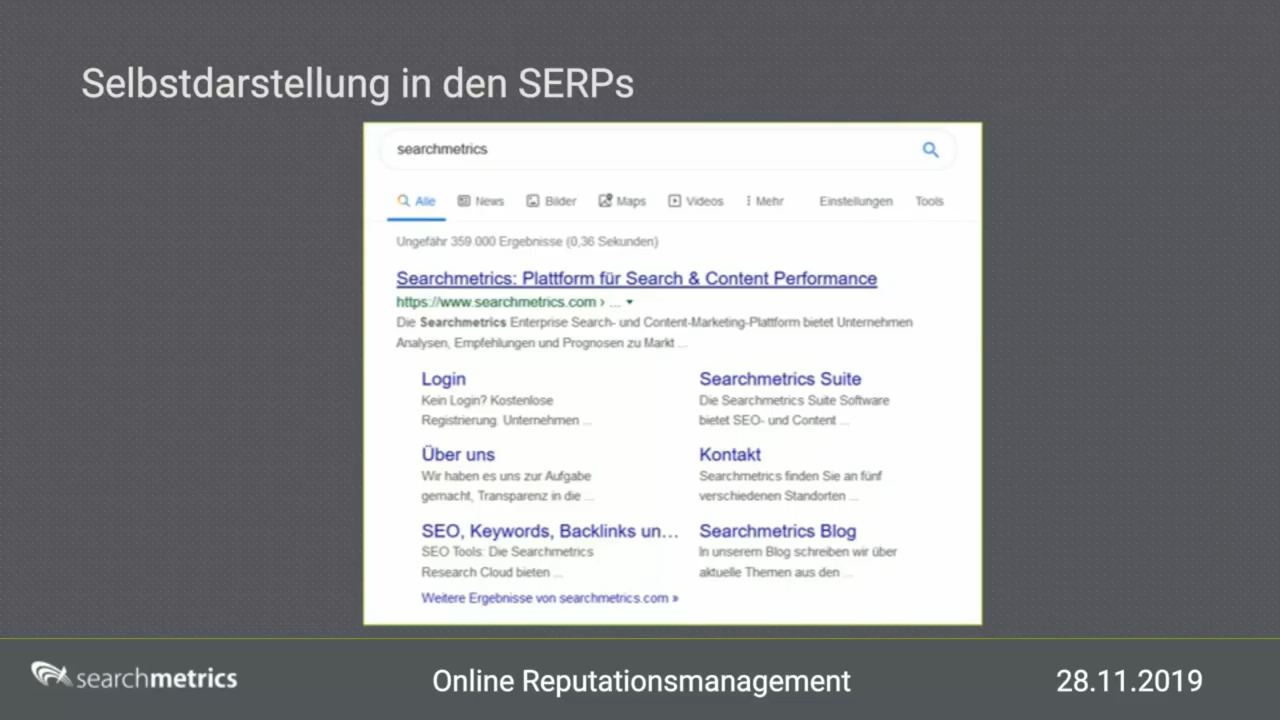 Selbstdarstellung in den SERPs
searchmetrics
Alle News Bilder Maps Videos Mehr Einstellungen Tools
Ungefähr 359.000 Ergebnisse (0,36 Sekunden)
Searchmetrics: Plattform für Search & Content Performance
https://www.searchmetrics.com › ...
Die Searchmetrics Enterprise Search- und Content-Marketing-Plattform bietet Unternehmen
Analysen, Empfehlungen und Prognosen zu Markt ...
Login
Kein Login? Kostenlose
Registrierung. Unternehmen ...
Searchmetrics Suite
Die Searchmetrics Suite Software
bietet SEO- und Content ...
Über uns
Wir haben es uns zur Aufgabe
gemacht, Transparenz in die ...
Kontakt
Searchmetrics finden Sie an fünf
verschiedenen Standorten ...
SEO, Keywords, Backlinks un...
SEO Tools: Die Searchmetrics
Research Cloud bieten ...
Searchmetrics Blog
In unserem Blog schreiben wir über
aktuelle Themen aus den ...
Weitere Ergebnisse von searchmetrics.com »
searchmetrics
Online Reputationsmanagement
28.11.2019